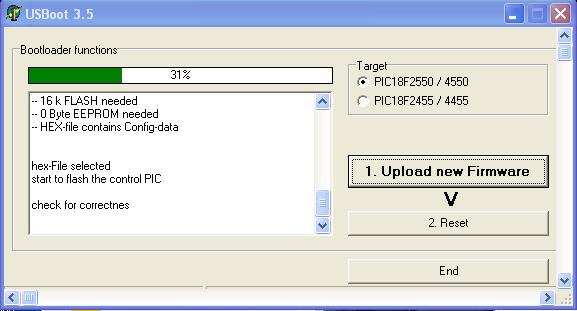 USBoot 3.5
Bootloader functions
31%
-- 16 k FLASH needed
-- 0 Byte EEPROM needed
-- HEX-file contains Config-data
hex-File selected
start to flash the control PIC
check for correctnes
Target
PIC18F2550 / 4550
PIC18F2455 / 4455
1. Upload new Firmware
V
2. Reset
End